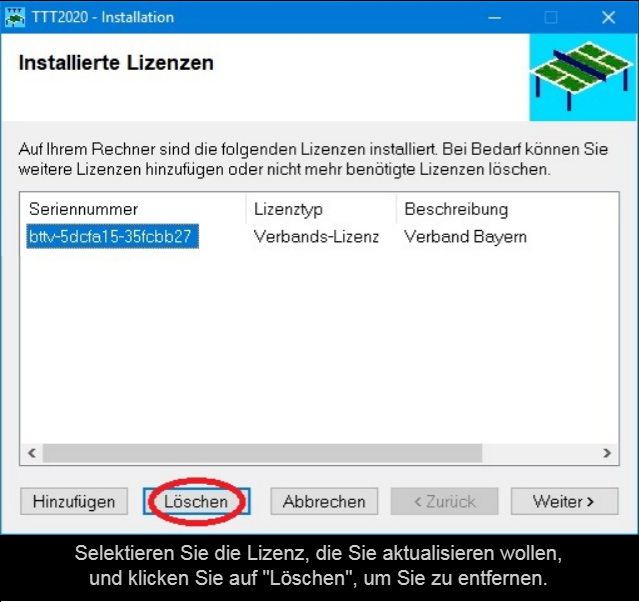 TTT2020 - Installation
Installierte Lizenzen
Auf Ihrem Rechner sind die folgenden Lizenzen installiert. Bei Bedarf können Sie
weitere Lizenzen hinzufügen oder nicht mehr benötigte Lizenzen löschen.
Seriennummer Lizenztyp Beschreibung
bttv-5dcfa15-35fcbb27 Verbands-Lizenz Verband Bayern
Hinzufügen Löschen Abbrechen < Zurück Weiter >
Selektieren Sie die Lizenz, die Sie aktualisieren wollen,
und klicken Sie auf "Löschen", um Sie zu entfernen.